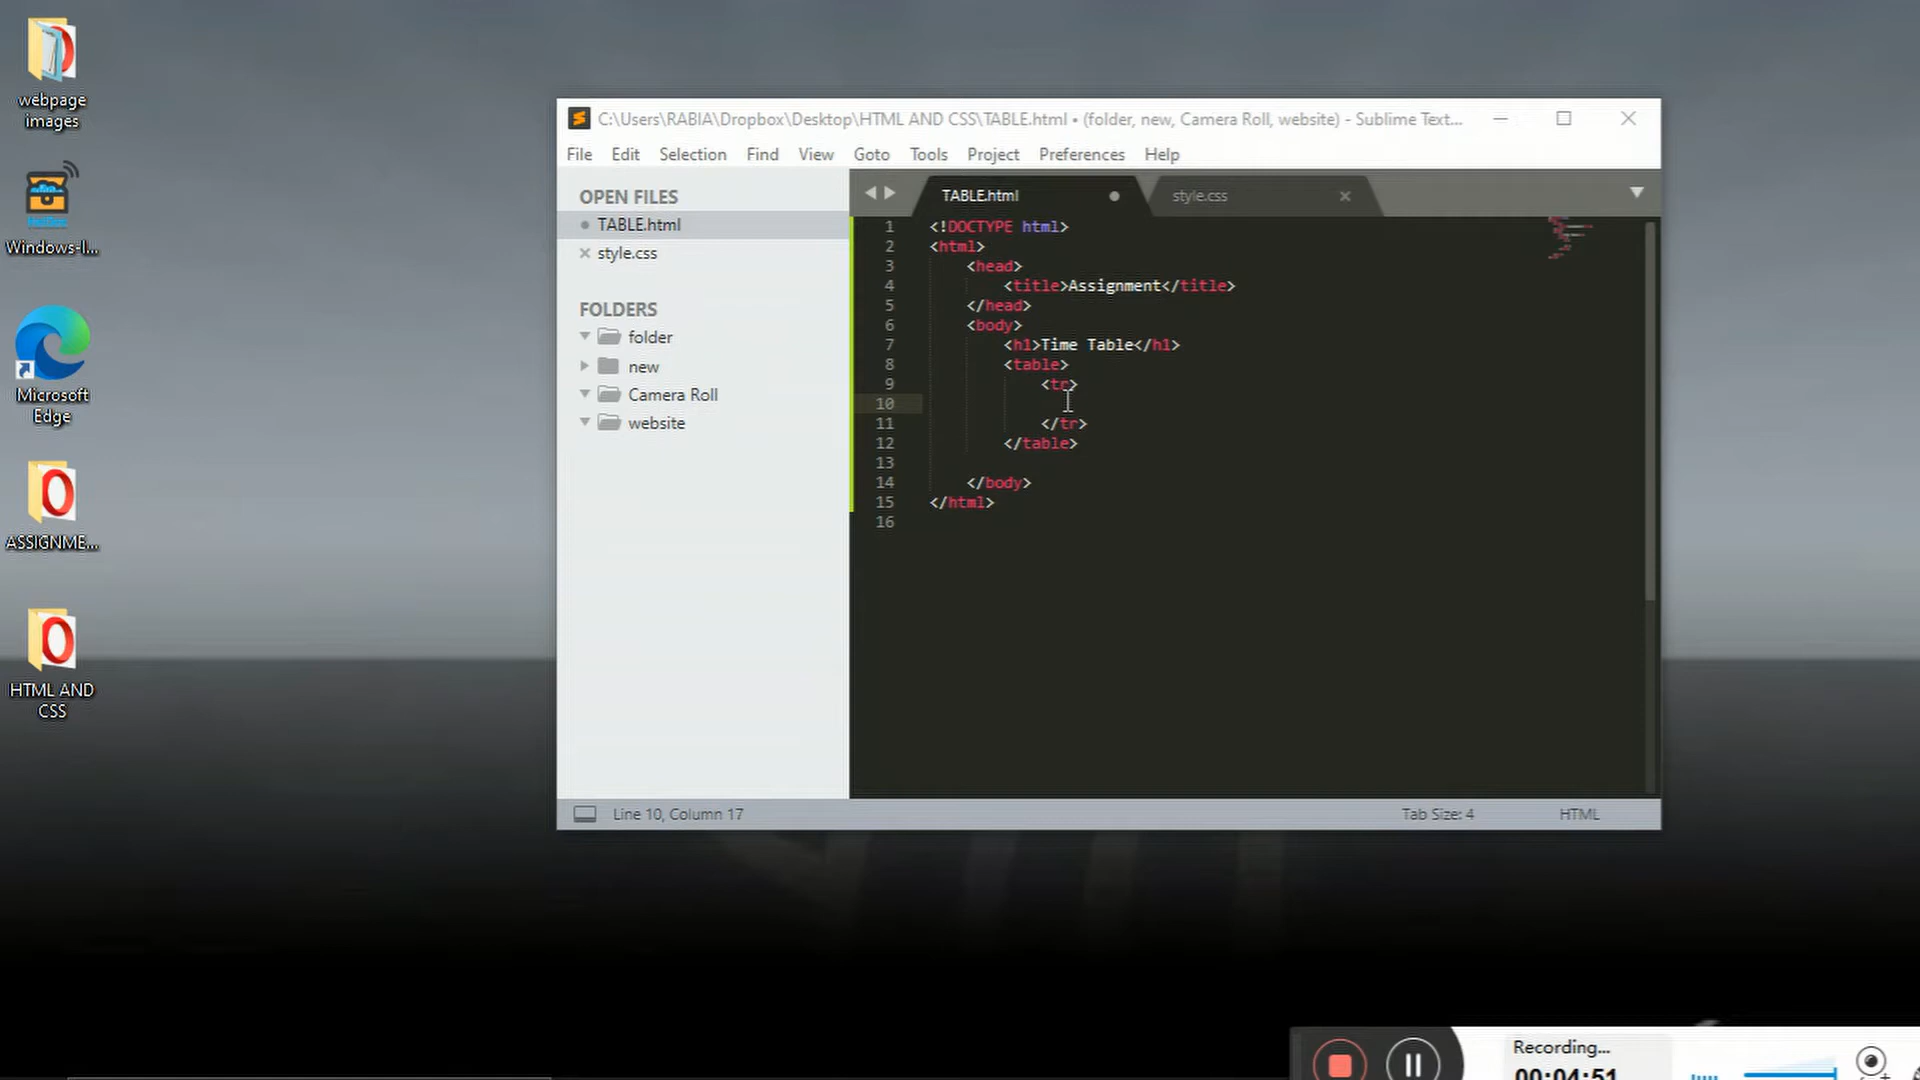 webpage
images
Windows-I...
Microsoft
Edge
ASSIGNME...
HTML AND
CSS
C:\Users\RABIA\Dropbox\Desktop\HTML AND CSS\TABLE.html • (folder, new, Camera Roll, website) - Sublime Text...
File Edit Selection Find View Goto Tools Project Preferences Help
OPEN FILES
TABLE.html
style.css
FOLDERS
folder
new
Camera Roll
website
TABLE.html style.css
1 <!DOCTYPE html>
2 <html>
3 <head>
4 <title>Assignment</title>
5 </head>
6 <body>
7 <h1>Time Table</h1>
8 <table>
9 <tr>
10
11 </tr>
12 </table>
13
14 </body>
15 </html>
16
Line 10, Column 17 Tab Size: 4 HTML
Recording...
00:04:51